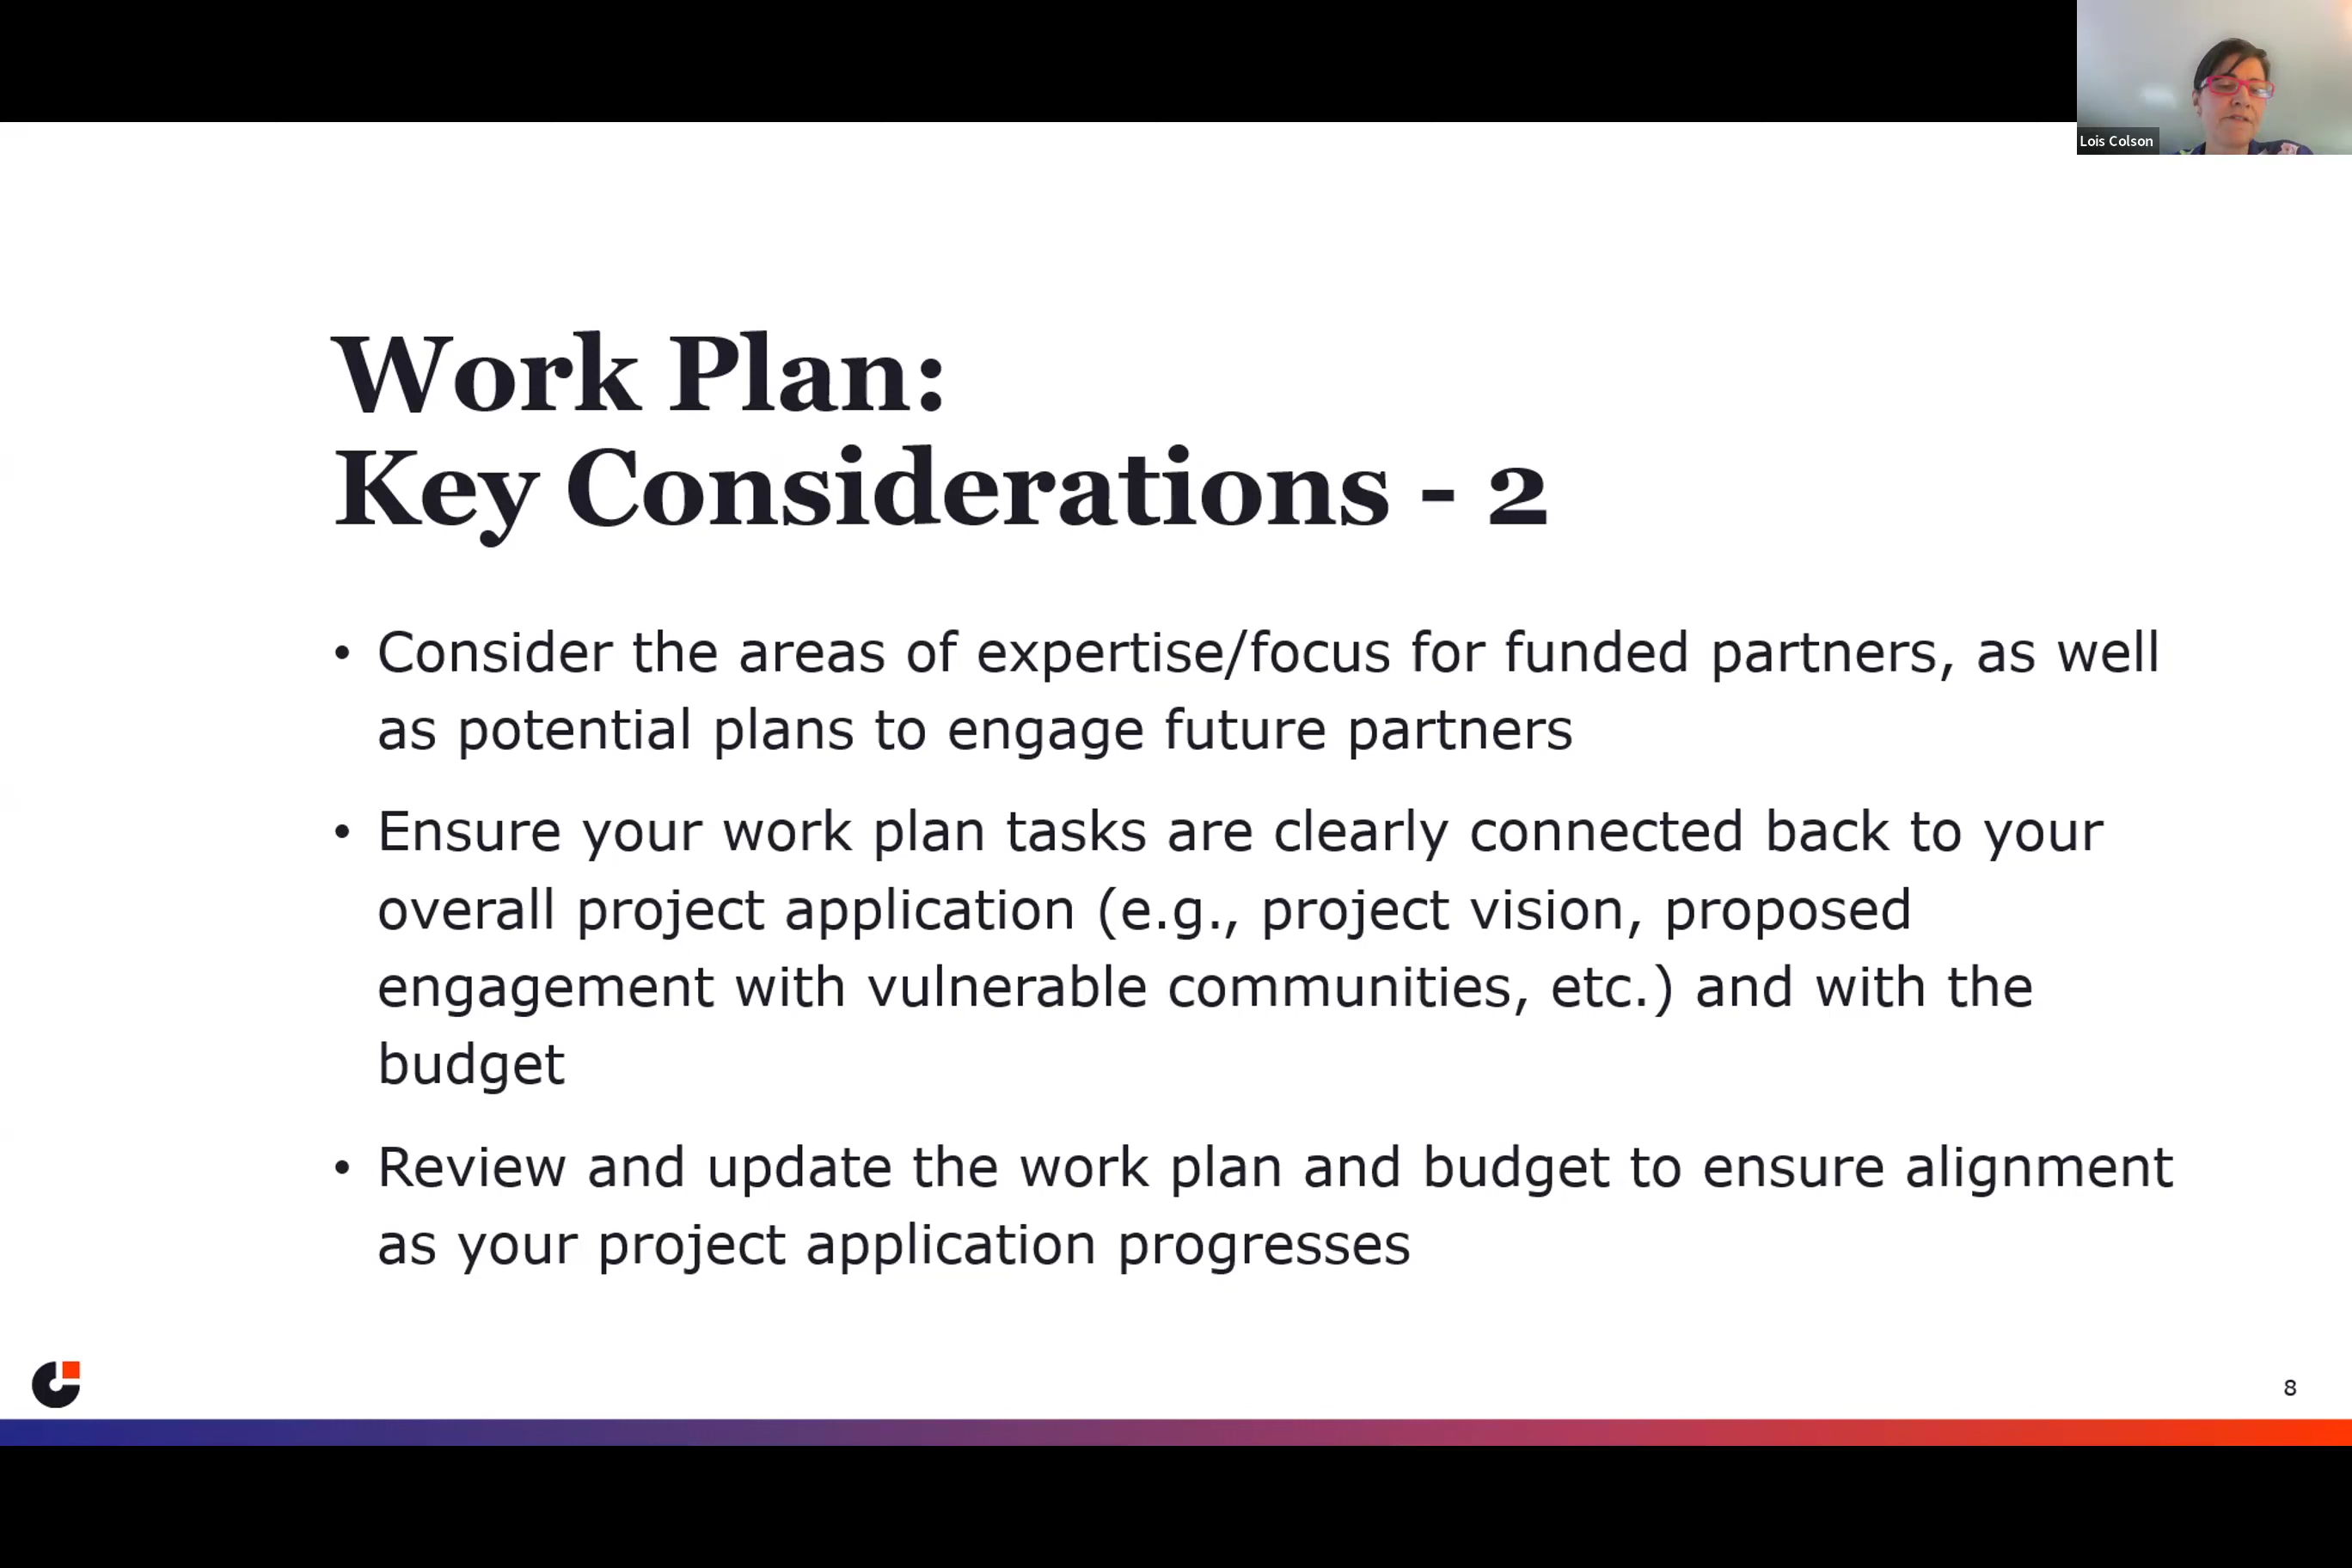 Lois Colson
Work Plan:
Key Considerations - 2
• Consider the areas of expertise/focus for funded partners, as well
as potential plans to engage future partners
• Ensure your work plan tasks are clearly connected back to your
overall project application (e.g., project vision, proposed
engagement with vulnerable communities, etc.) and with the
budget
• Review and update the work plan and budget to ensure alignment
as your project application progresses
8